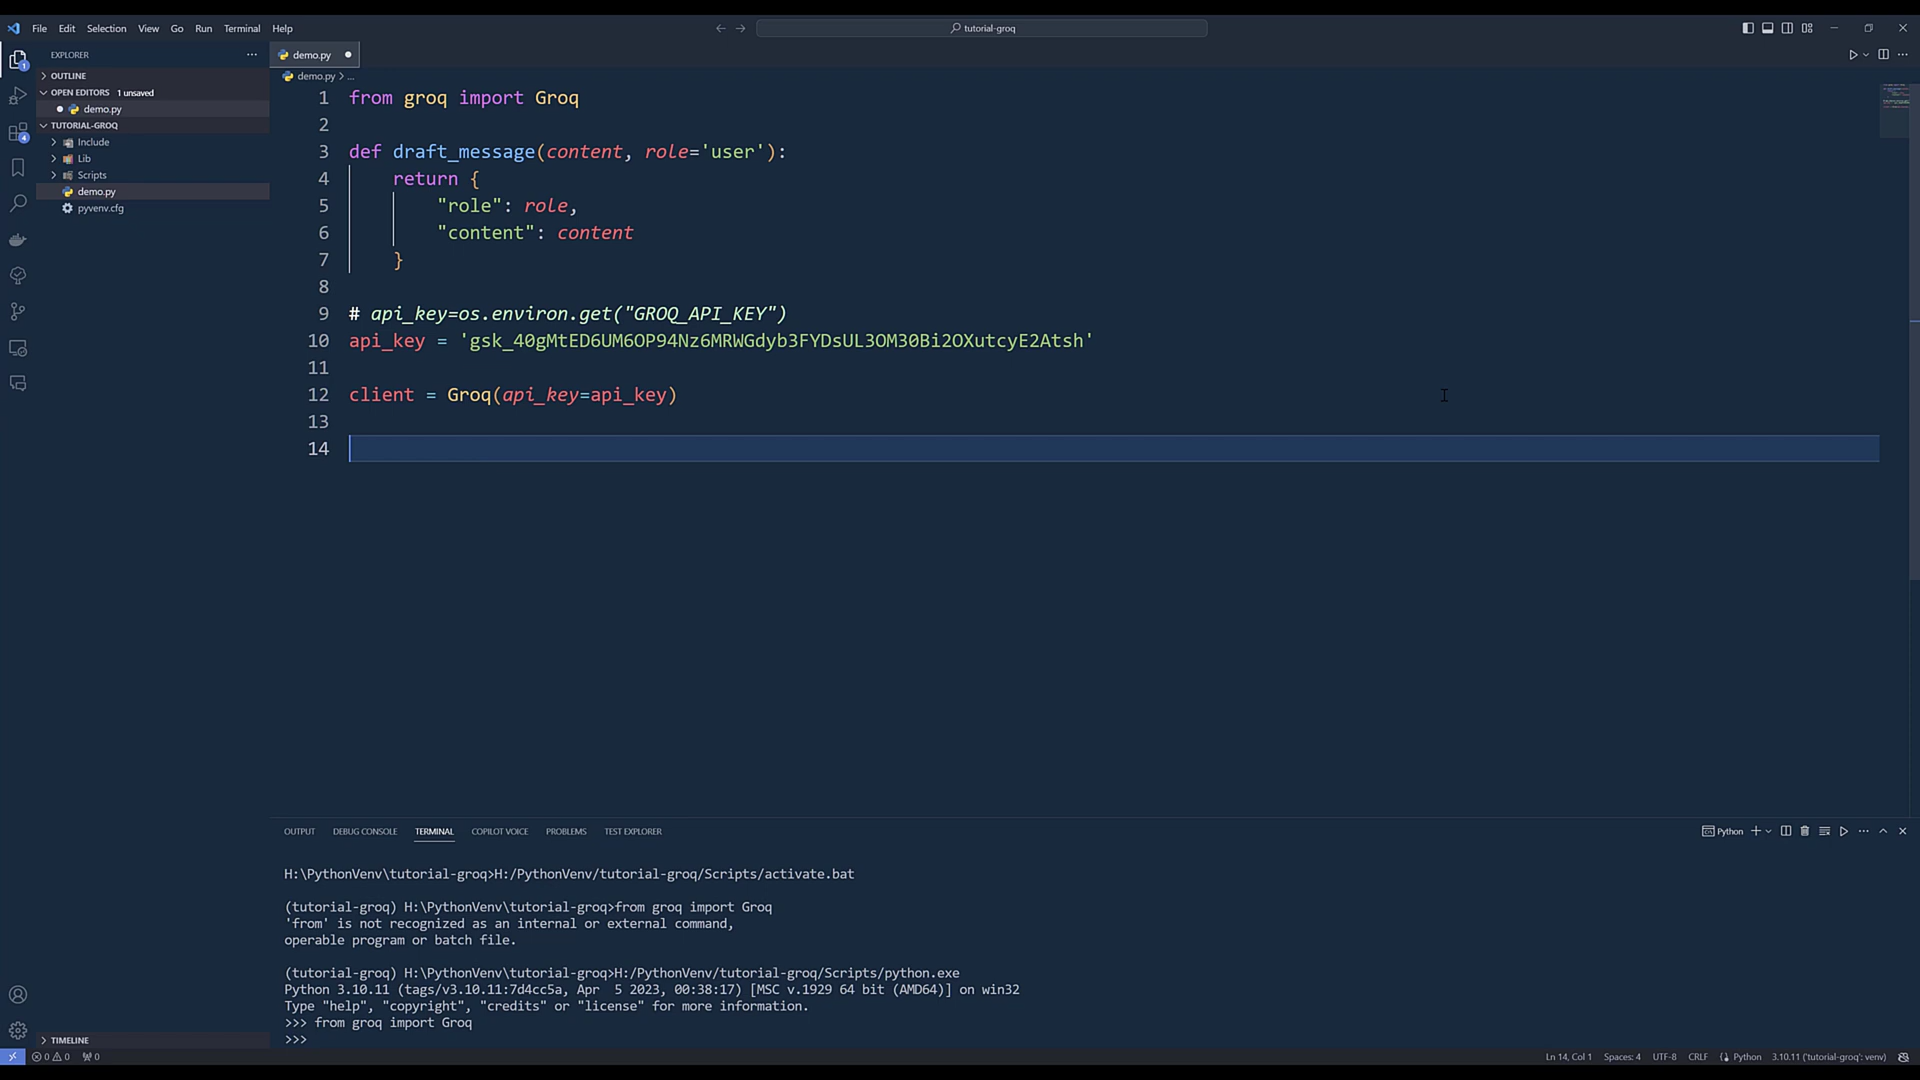 File Edit Selection View Go Run Terminal Help
tutorial-groq
EXPLORER
OUTLINE
OPEN EDITORS 1 unsaved
demo.py
TUTORIAL-GROQ
Include
Lib
Scripts
demo.py
pyvenv.cfg
TIMELINE
demo.py
demo.py > ...
1 from groq import Groq
2
3 def draft_message(content, role='user'):
4 return {
5 "role": role,
6 "content": content
7 }
8
9 # api_key=os.environ.get("GROQ_API_KEY")
10 api_key = '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'
11
12 client = Groq(api_key=api_key)
13
14
OUTPUT DEBUG CONSOLE TERMINAL COPILOT VOICE PROBLEMS TEST EXPLORER
Python
H:\PythonVenv\tutorial-groq>H:/PythonVenv/tutorial-groq/Scripts/activate.bat
(tutorial-groq) H:\PythonVenv\tutorial-groq>from groq import Groq
'from' is not recognized as an internal or external command,
operable program or batch file.
(tutorial-groq) H:\PythonVenv\tutorial-groq>H:/PythonVenv/tutorial-groq/Scripts/python.exe
Python 3.10.11 (tags/v3.10.11:7d4cc5a, Apr  5 2023, 00:38:17) [MSC v.1929 64 bit (AMD64)] on win32
Type "help", "copyright", "credits" or "license" for more information.
>>> from groq import Groq
>>>
0 0 0 Ln 14, Col 1 Spaces: 4 UTF-8 CRLF Python 3.10.11 ('tutorial-groq': venv)